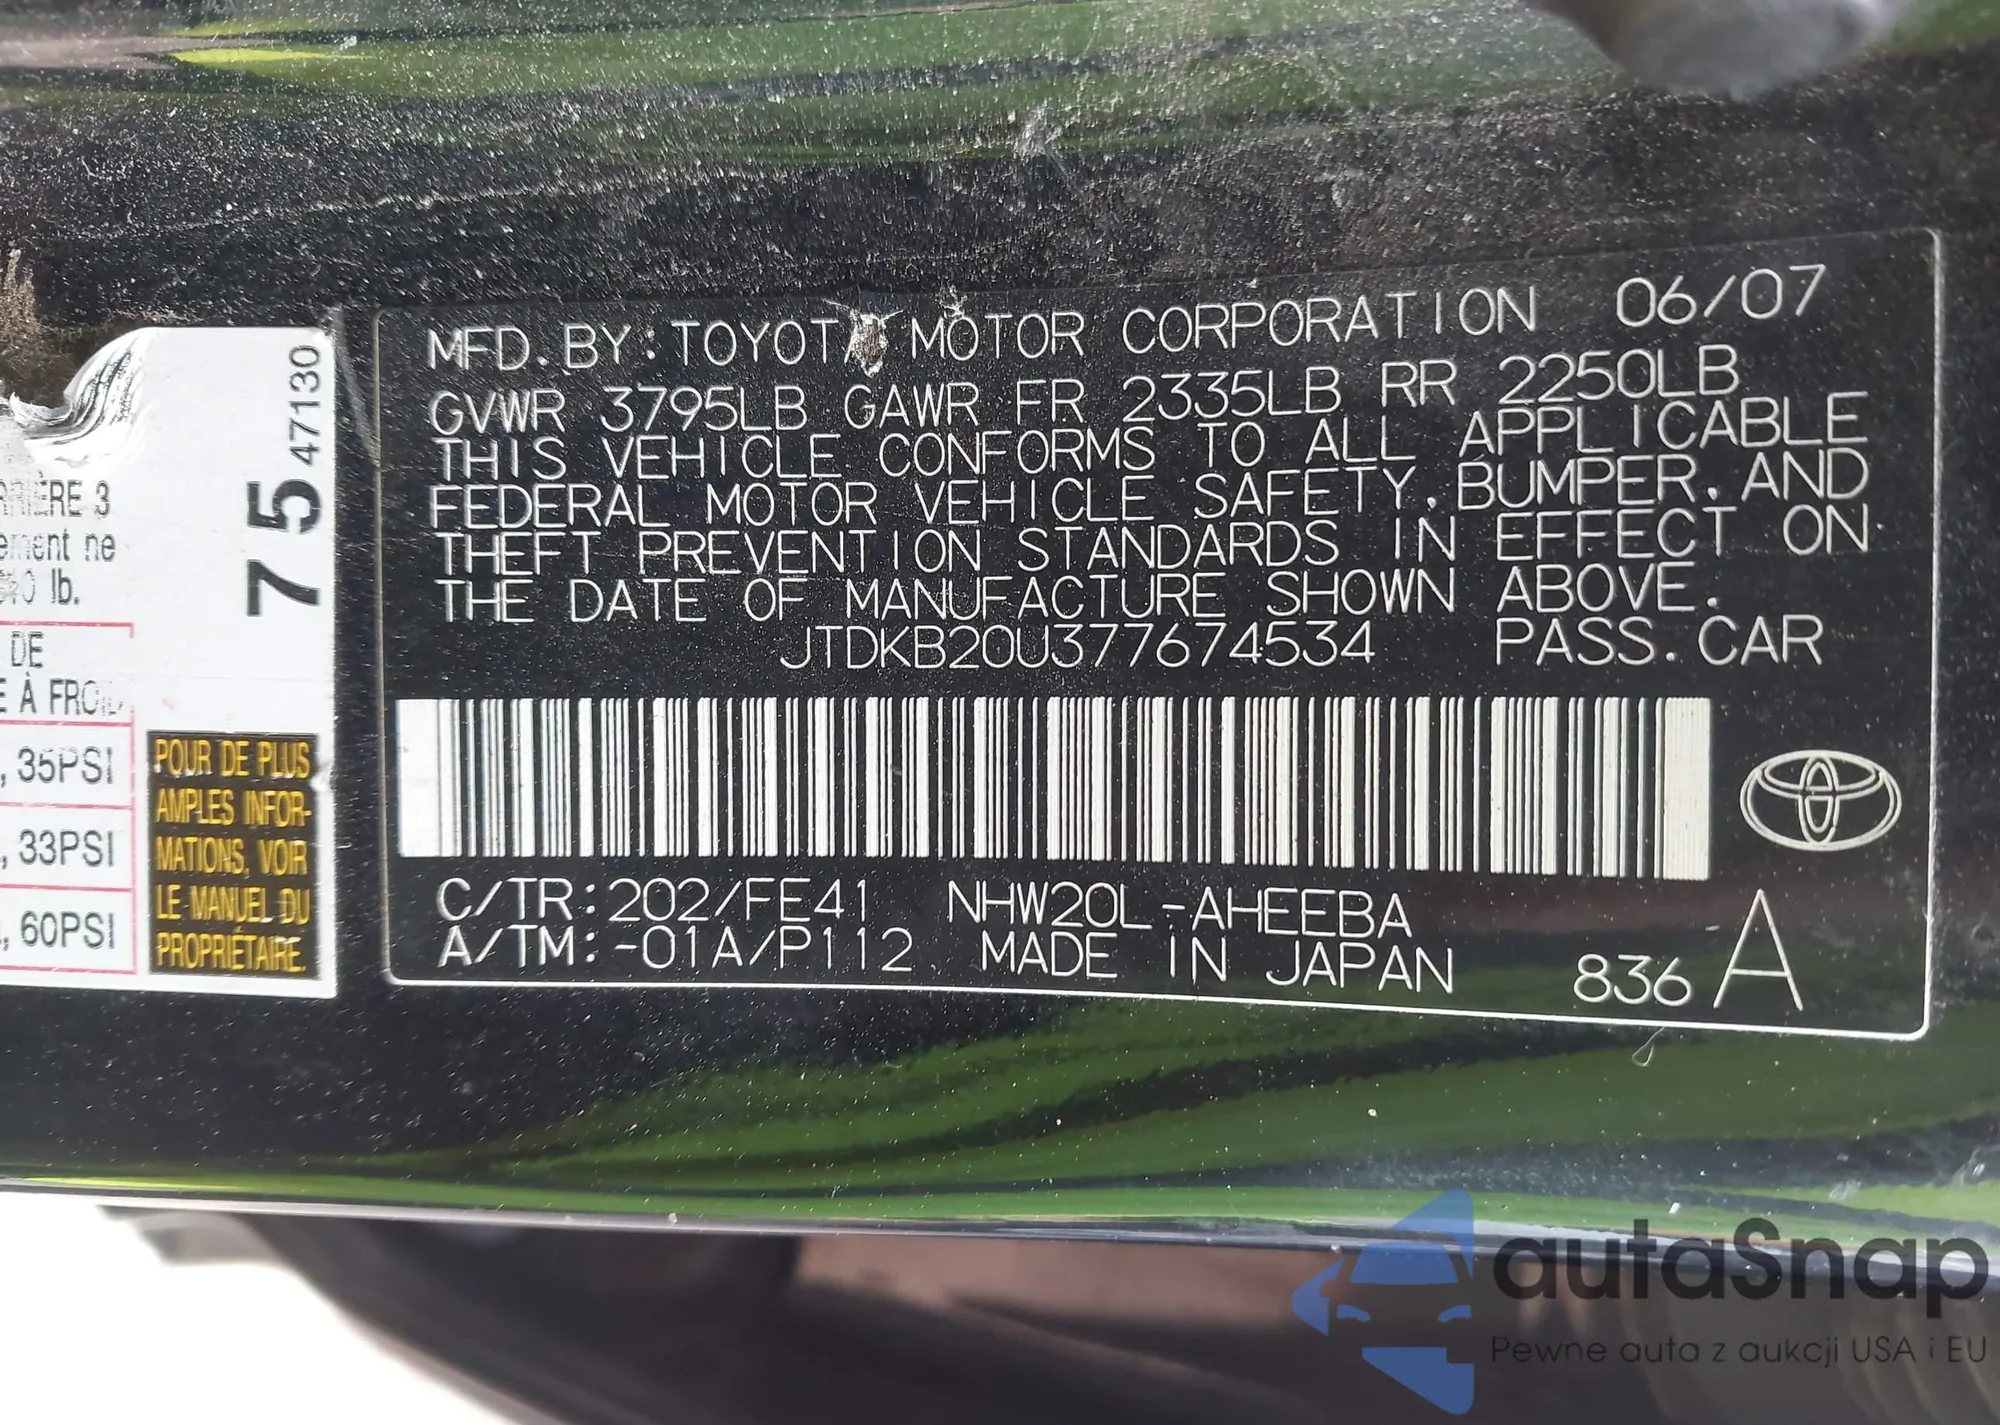 MFD. BY: TOYOTA MOTOR CORPORATION 06/07
GVWR 3795LB GAWR FR 2335LB RR 2250LB
THIS VEHICLE CONFORMS TO ALL APPLICABLE
FEDERAL MOTOR VEHICLE SAFETY, BUMPER, AND
THEFT PREVENTION STANDARDS IN EFFECT ON
THE DATE OF MANUFACTURE SHOWN ABOVE.
JTDKB20U377674534 PASS. CAR
C/TR: 202/FE41 NHW20L-AHEEBA
A/TM: -01A/P112 MADE IN JAPAN 836 A
75 47130
3
ne
lb.
DE
À FROID
, 35PSI
, 33PSI
, 60PSI
POUR DE PLUS
AMPLES INFOR-
MATIONS, VOIR
LE MANUEL DU
PROPRIÉTAIRE.
autaSnap
Pewne auta z aukcji USA i EU